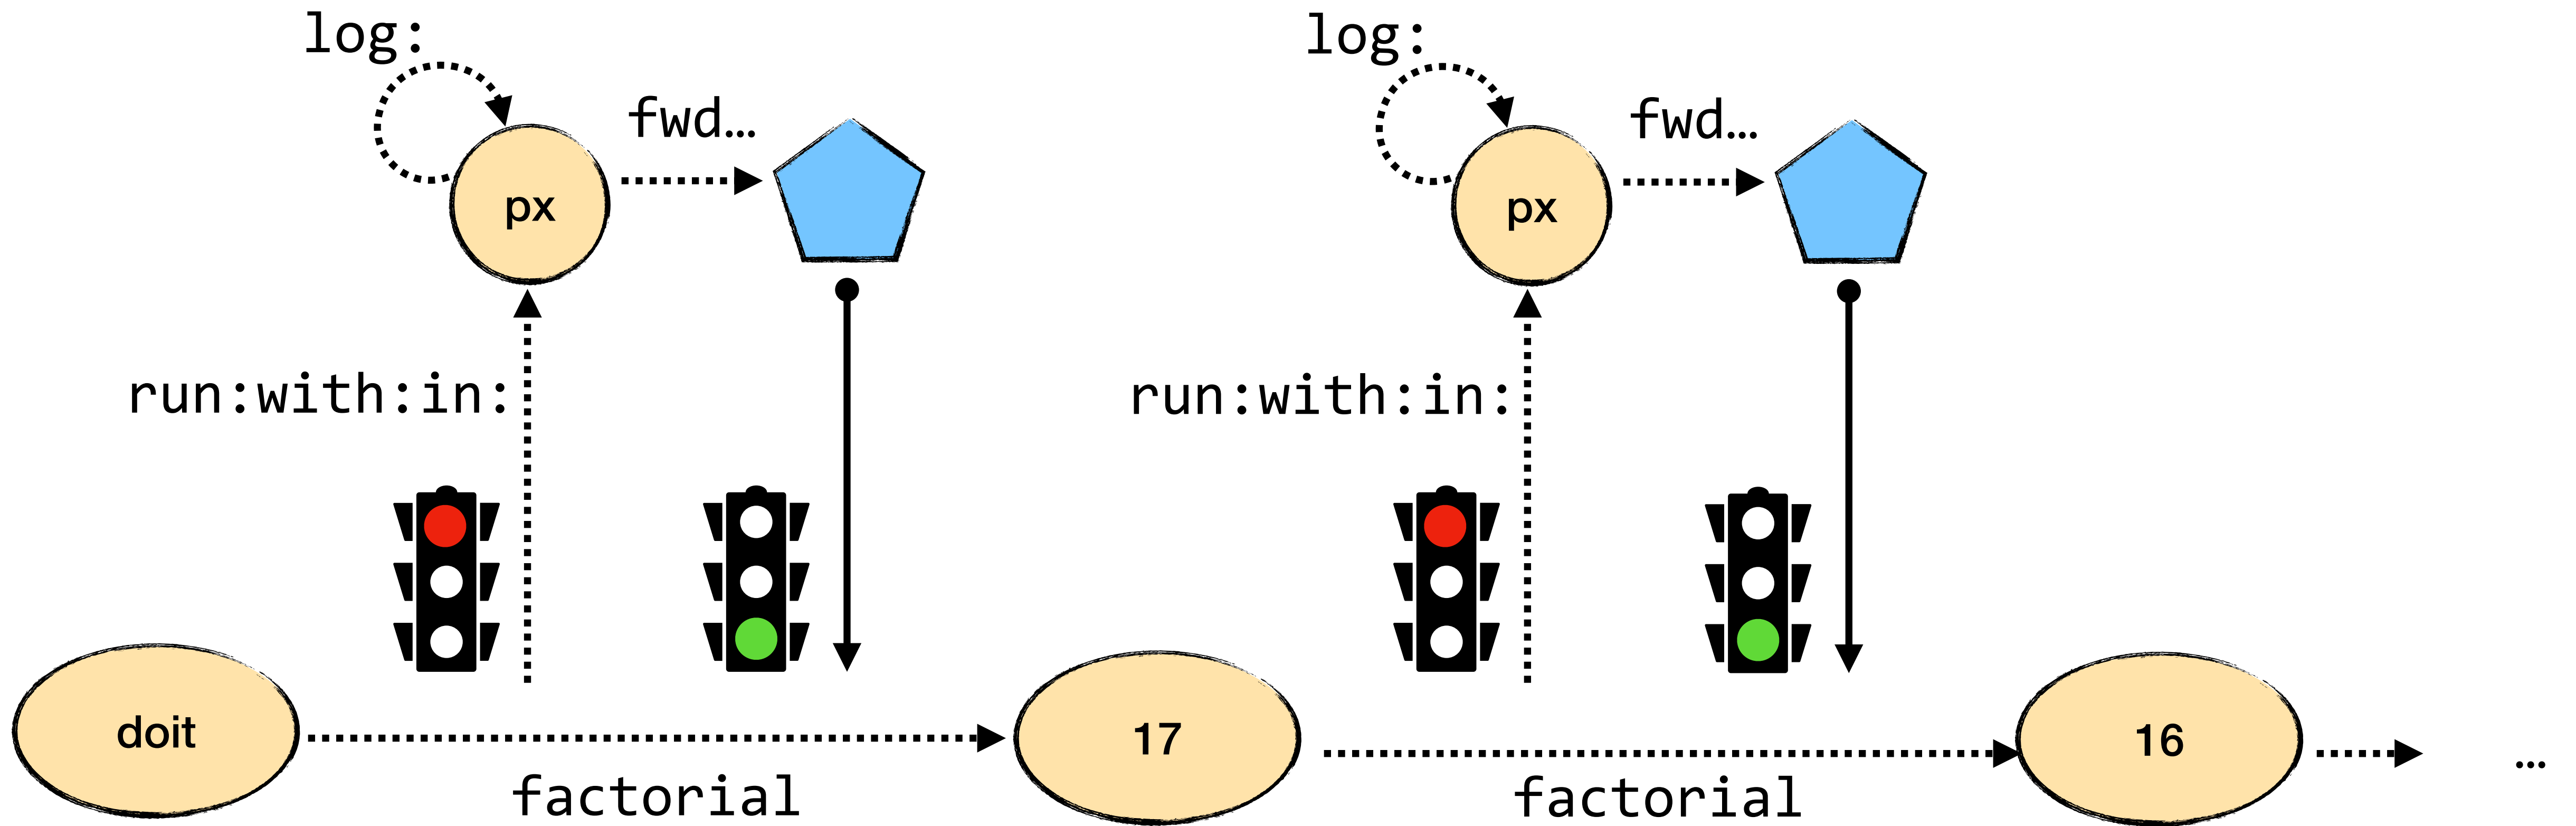 log:
log:
fwd…
fwd…
px
px
run:with:in:
run:with:in:
doit
17
16
…
factorial
factorial